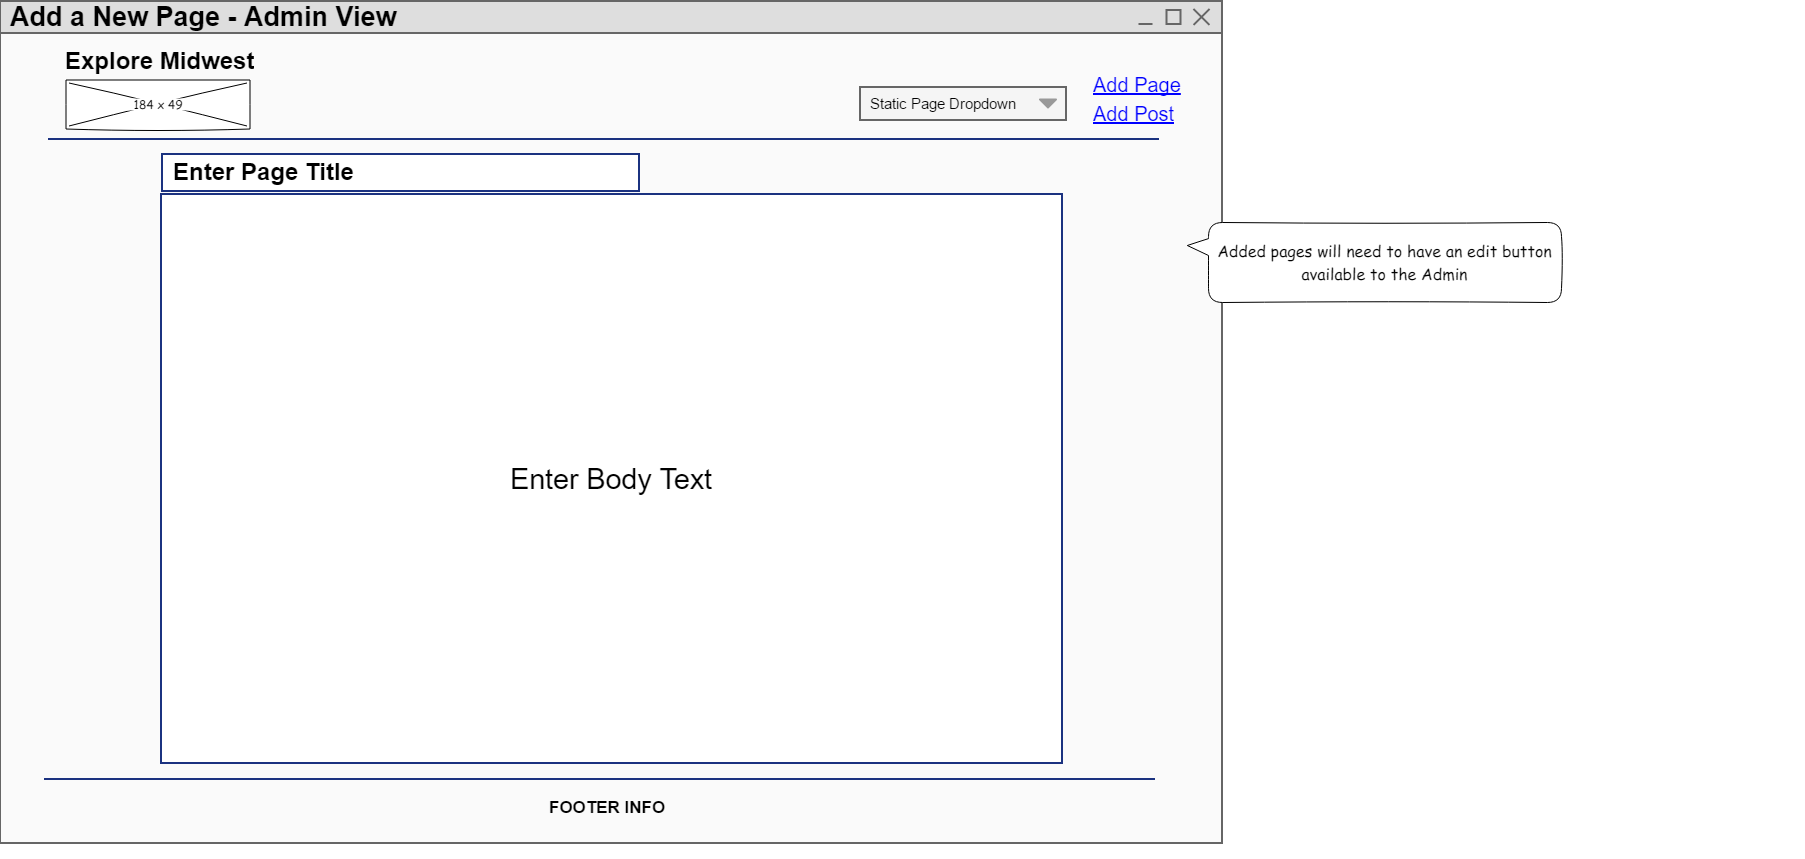 Add a New Page - Admin View
Explore Midwest
184 x 49
Static Page Dropdown
Add Page
Add Post
Enter Page Title
Added pages will need to have an edit button
available to the Admin
Enter Body Text
FOOTER INFO